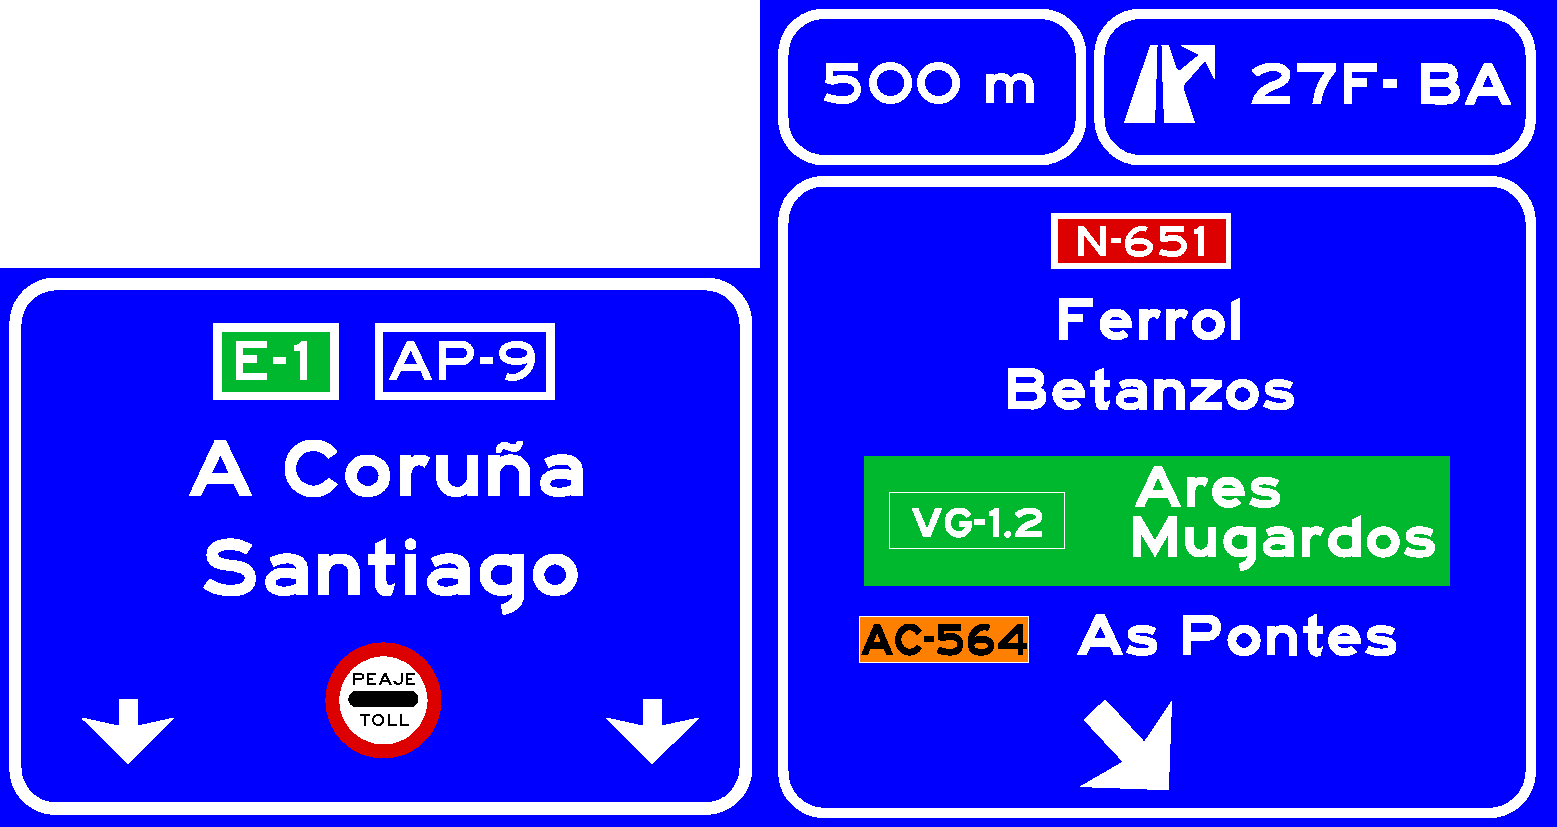 E-1 AP-9
A Coruña
Santiago
PEAJE
TOLL
500 m
27F- BA
N-651
Ferrol
Betanzos
VG-1.2
Ares
Mugardos
AC-564 As Pontes